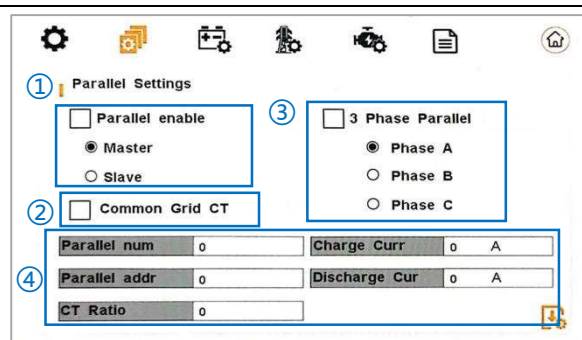 ① Parallel Settings
Parallel enable
Master
Slave
② Common Grid CT
③ 3 Phase Parallel
Phase A
Phase B
Phase C
④
Parallel num 0 Charge Curr 0 A
Parallel addr 0 Discharge Cur 0 A
CT Ratio 0